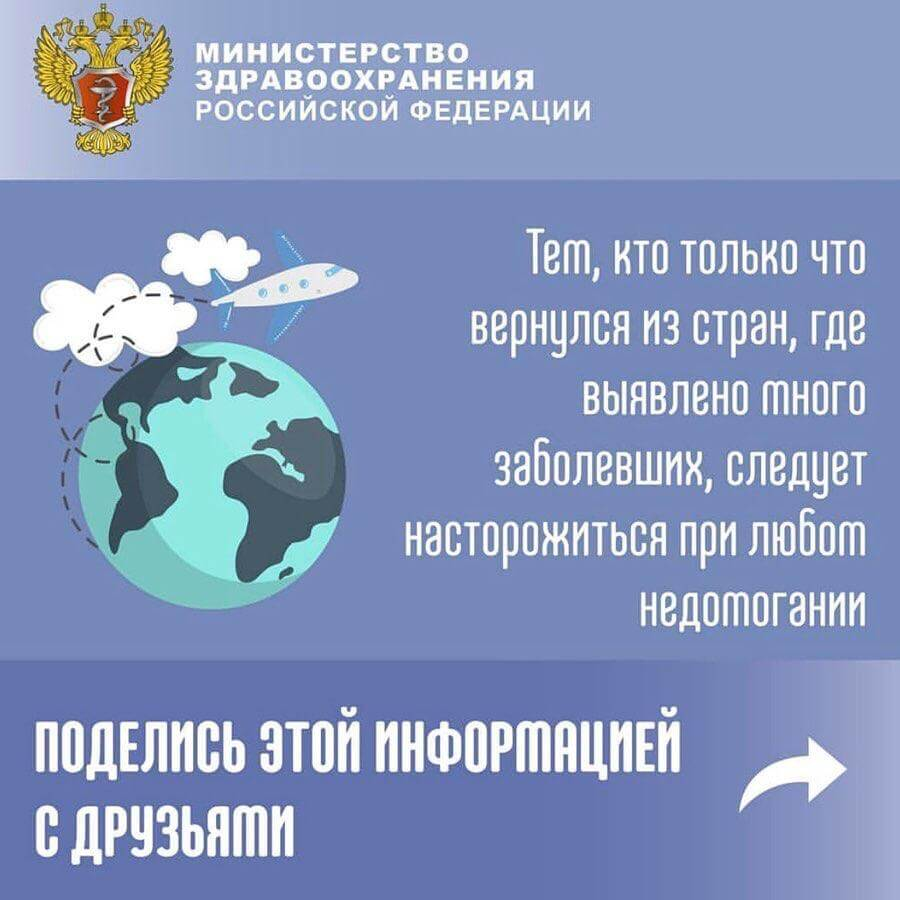 МИНИСТЕРСТВО
ЗДРАВООХРАНЕНИЯ
РОССИЙСКОЙ ФЕДЕРАЦИИ
Тем, кто только что
вернулся из стран, где
выявлено много
заболевших, следует
насторожиться при любом
недомогании
ПОДЕЛИСЬ ЭТОЙ ИНФОРМАЦИЕЙ
С ДРУЗЬЯМИ